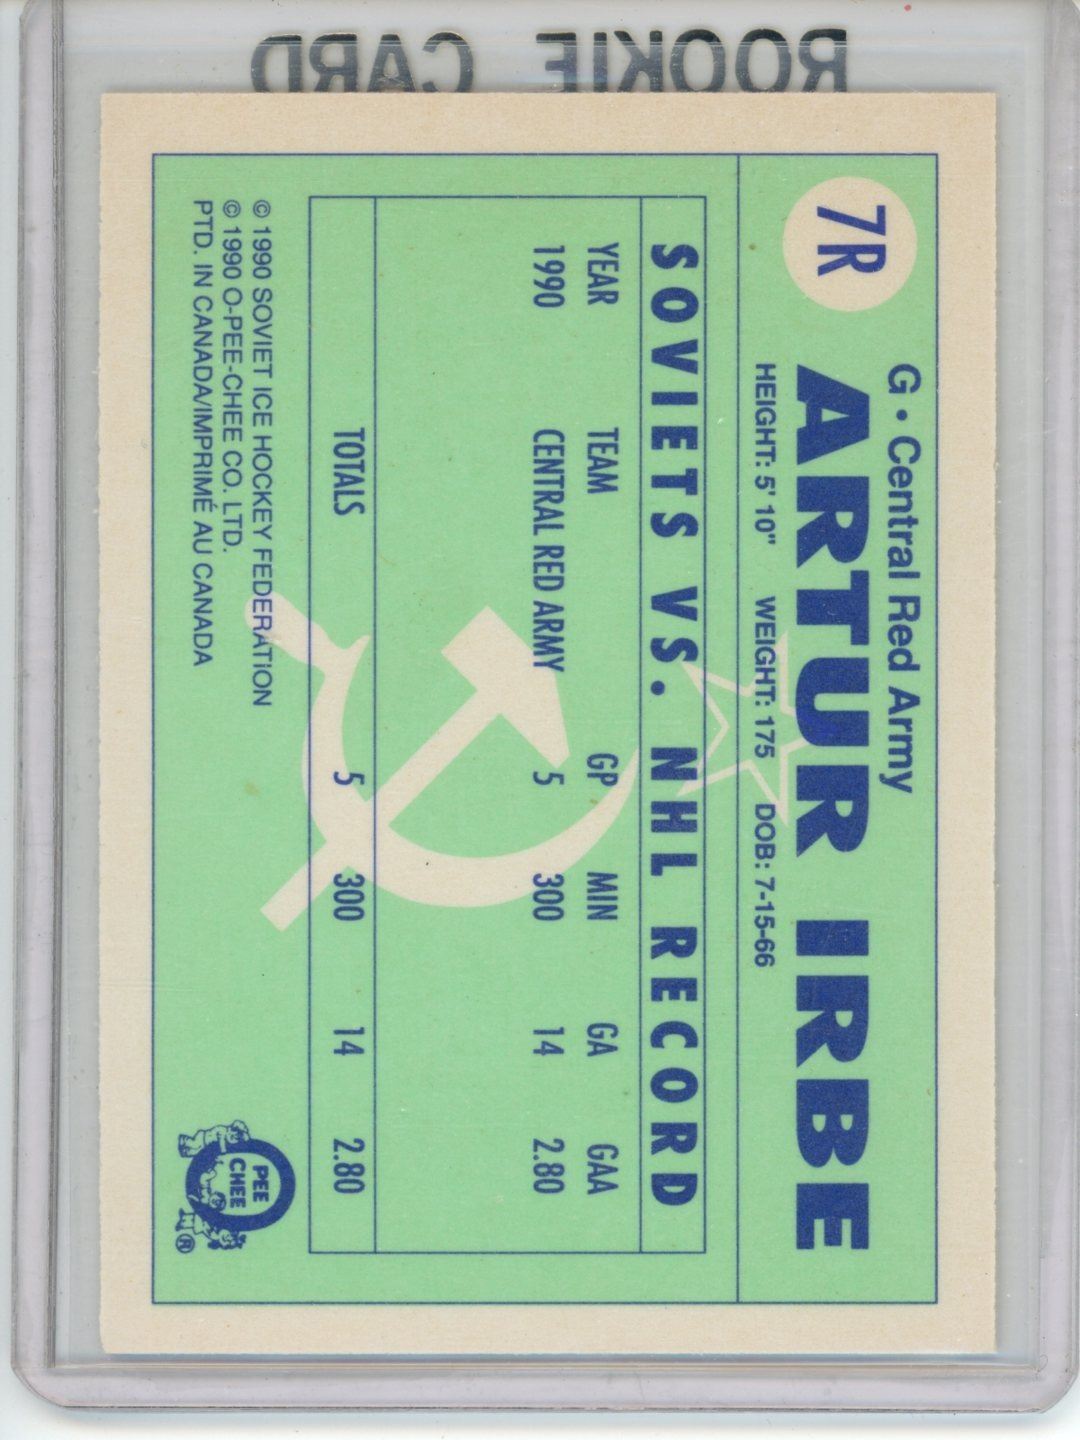 ROOKIE CARD
7R
G • Central Red Army
ARTUR IRBE
HEIGHT: 5' 10" WEIGHT: 175 DOB: 7-15-66
SOVIETS VS. NHL RECORD
YEAR TEAM GP MIN GA GAA
1990 CENTRAL RED ARMY 5 300 14 2.80
TOTALS 5 300 14 2.80
© 1990 SOVIET ICE HOCKEY FEDERATION
© 1990 O-PEE-CHEE CO. LTD.
PTD. IN CANADA/IMPRIMÉ AU CANADA
O
PEE
CHEE
®